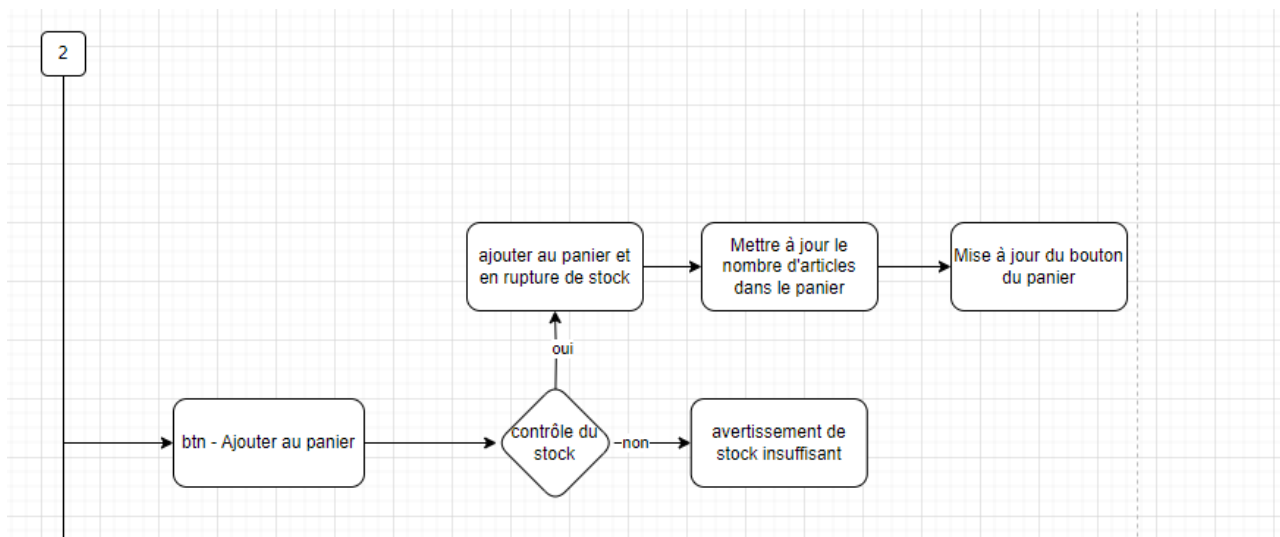 2
ajouter au panier et
en rupture de stock
Mettre à jour le
nombre d'articles
dans le panier
Mise à jour du bouton
du panier
oui
btn - Ajouter au panier
contrôle du
stock
non
avertissement de
stock insuffisant